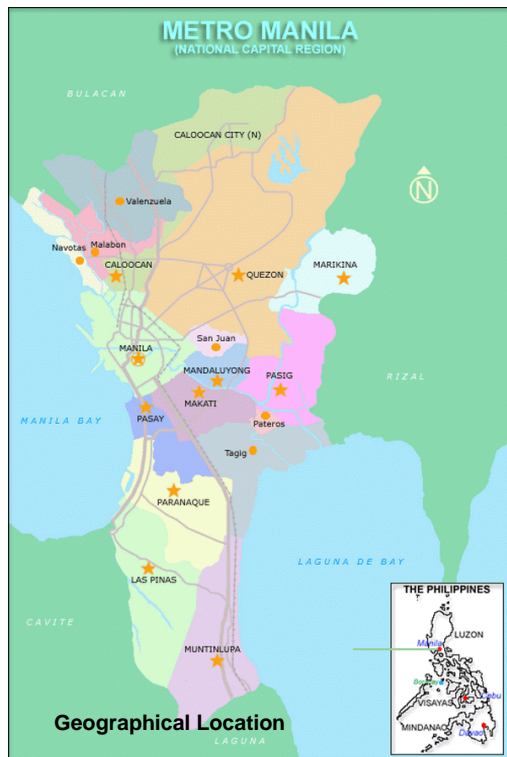 METRO MANILA
(NATIONAL CAPITAL REGION)
BULACAN
CALOOCAN CITY (N)
N
Valenzuela
Navotas
Malabon
CALOOCAN
QUEZON
MARIKINA
San Juan
MANILA
MANDALUYONG
PASIG
RIZAL
MAKATI
MANILA BAY
PASAY
Pateros
Tagig
PARANAQUE
LAGUNA DE BAY
LAS PINAS
CAVITE
MUNTINLUPA
Geographical Location
LAGUNA
THE PHILIPPINES
LUZON
Manila
Boracay
Cebu
VISAYAS
MINDANAO
Davao